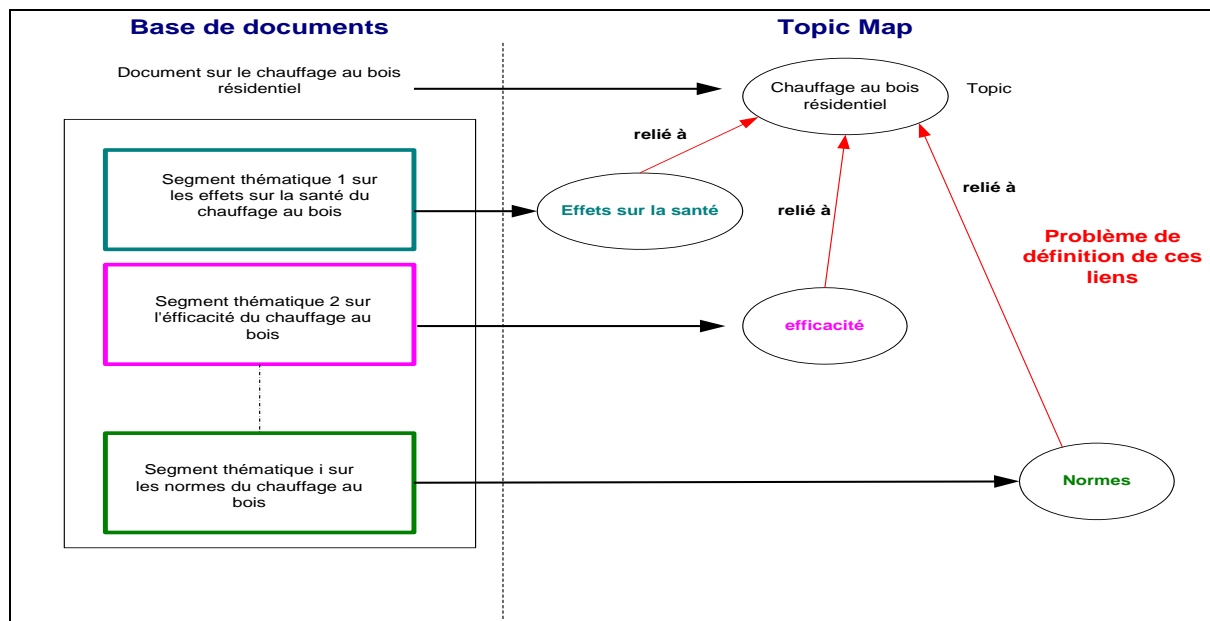 Base de documents
Topic Map
Document sur le chauffage au bois
résidentiel
Chauffage au bois
résidentiel
Topic
relié à
Segment thématique 1 sur
les effets sur la santé du
chauffage au bois
Effets sur la santé
relié à
relié à
Problème de
définition de ces
liens
Segment thématique 2 sur
l'éfficacité du chauffage au
bois
efficacité
Segment thématique i sur
les normes du chauffage au
bois
Normes